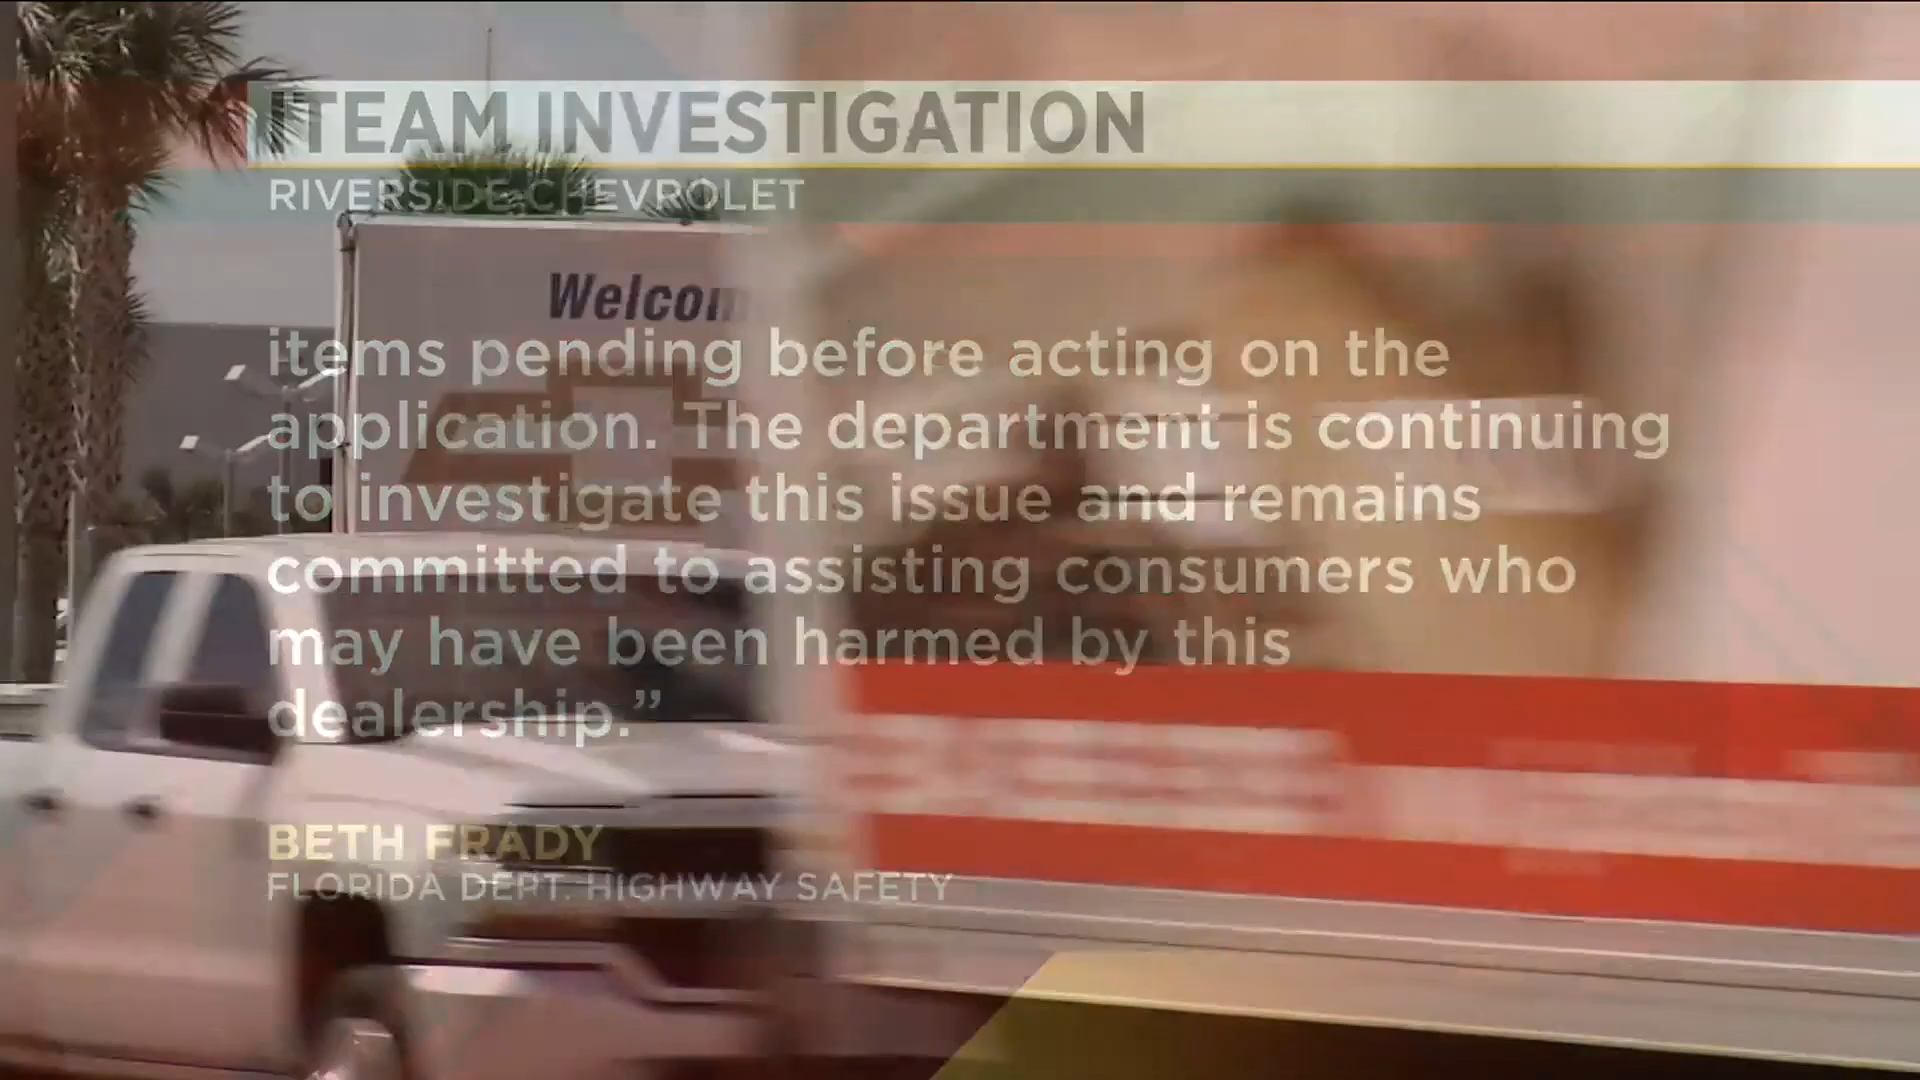 I TEAM INVESTIGATION
RIVERSIDE CHEVROLET
Welcom
items pending before acting on the
application. The department is continuing
to investigate this issue and remains
committed to assisting consumers who
may have been harmed by this
dealership.”
BETH FRADY
FLORIDA DEPT. HIGHWAY SAFETY